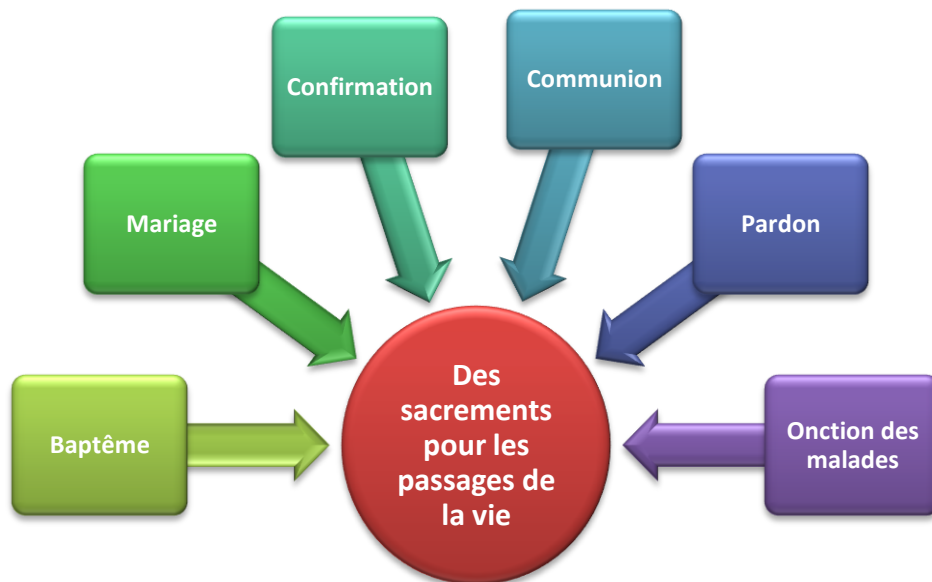 Confirmation
Communion
Mariage
Pardon
Des
sacrements
pour les
passages de
la vie
Baptême
Onction des
malades